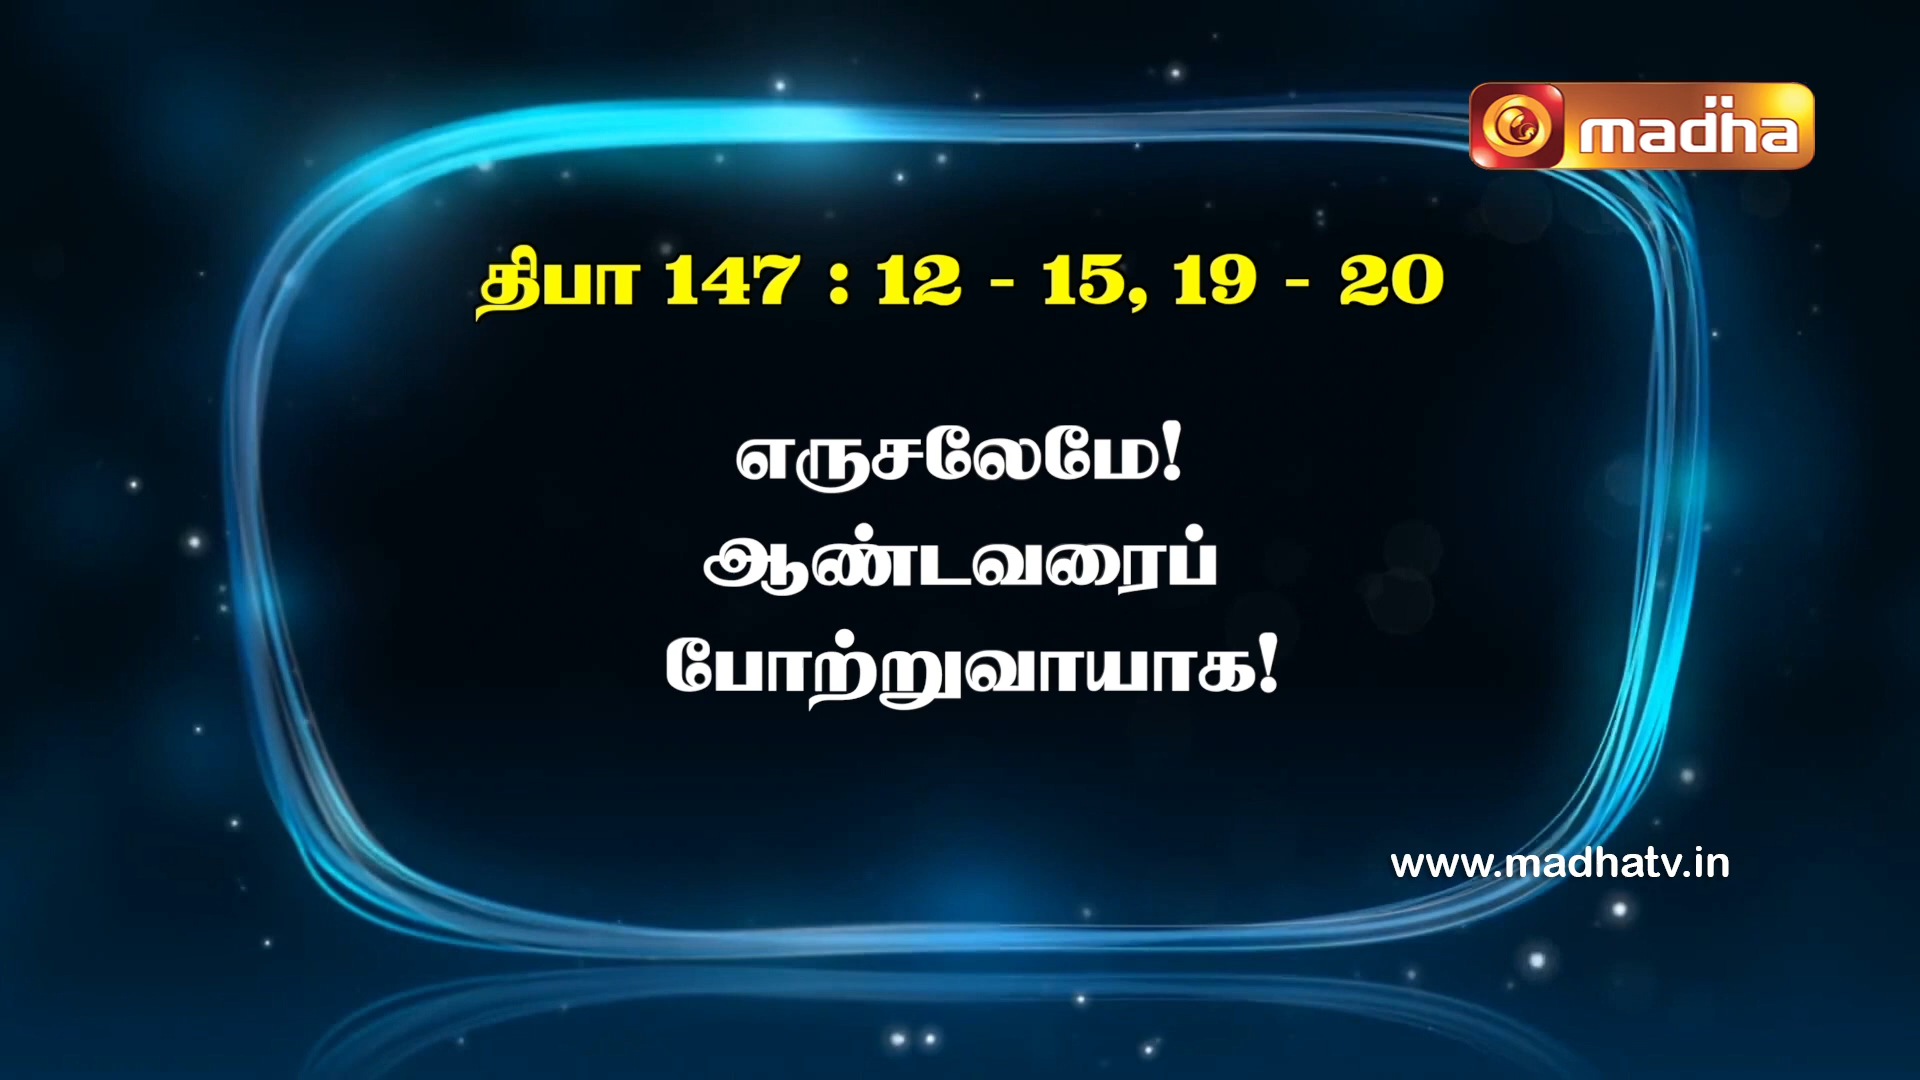 madha
திபா 147 : 12 - 15, 19 - 20
எருசலேமே!
ஆண்டவரைப்
போற்றுவாயாக!
www.madhatv.in